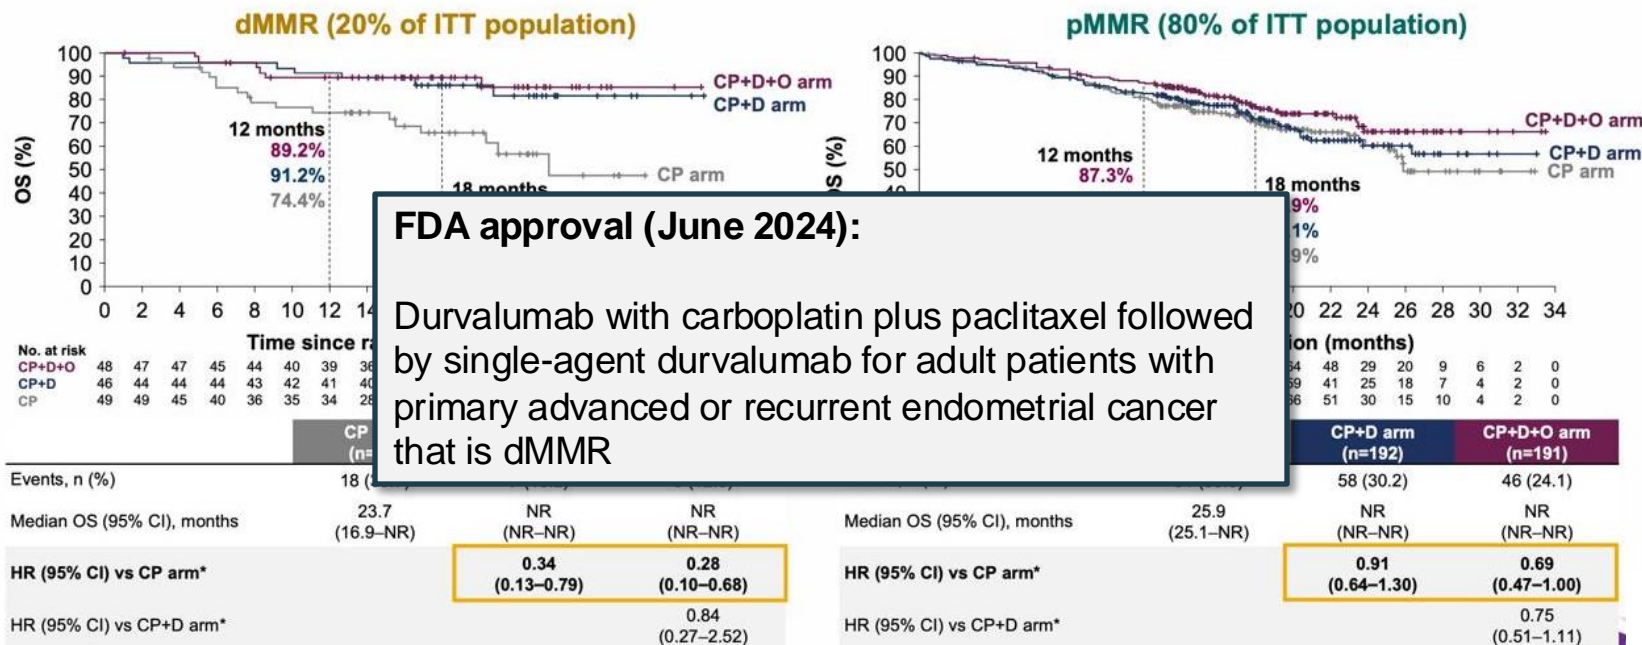 dMMR (20% of ITT population)
100
90
80
70
60
50
40
30
20
10
0
OS (%)
CP+D+O arm
CP+D arm
CP arm
12 months
89.2%
91.2%
74.4%
18 months
0 2 4 6 8 10 12 14
No. at risk
CP+D+O 48 47 47 45 44 40 39 36
CP+D 46 44 44 44 43 42 41 40
CP 49 49 45 40 36 35 34 28
CP
Events, n (%) 18
Median OS (95% CI), months 23.7 NR NR
(16.9–NR) (NR–NR) (NR–NR)
HR (95% CI) vs CP arm* 0.34 0.28
(0.13–0.79) (0.10–0.68)
HR (95% CI) vs CP+D arm* 0.84
(0.27–2.52)
FDA approval (June 2024):
Durvalumab with carboplatin plus paclitaxel followed
by single-agent durvalumab for adult patients with
primary advanced or recurrent endometrial cancer
that is dMMR
pMMR (80% of ITT population)
100
90
80
70
60
50
40
CP+D+O arm
CP+D arm
CP arm
12 months
87.3%
18 months
22 24 26 28 30 32 34
(months)
48 29 20 9 6 2 0
41 25 18 7 4 2 0
51 30 15 10 4 2 0
CP+D arm CP+D+O arm
(n=192) (n=191)
58 (30.2) 46 (24.1)
Median OS (95% CI), months 25.9 NR NR
(25.1–NR) (NR–NR) (NR–NR)
HR (95% CI) vs CP arm* 0.91 0.69
(0.64–1.30) (0.47–1.00)
HR (95% CI) vs CP+D arm* 0.75
(0.51–1.11)